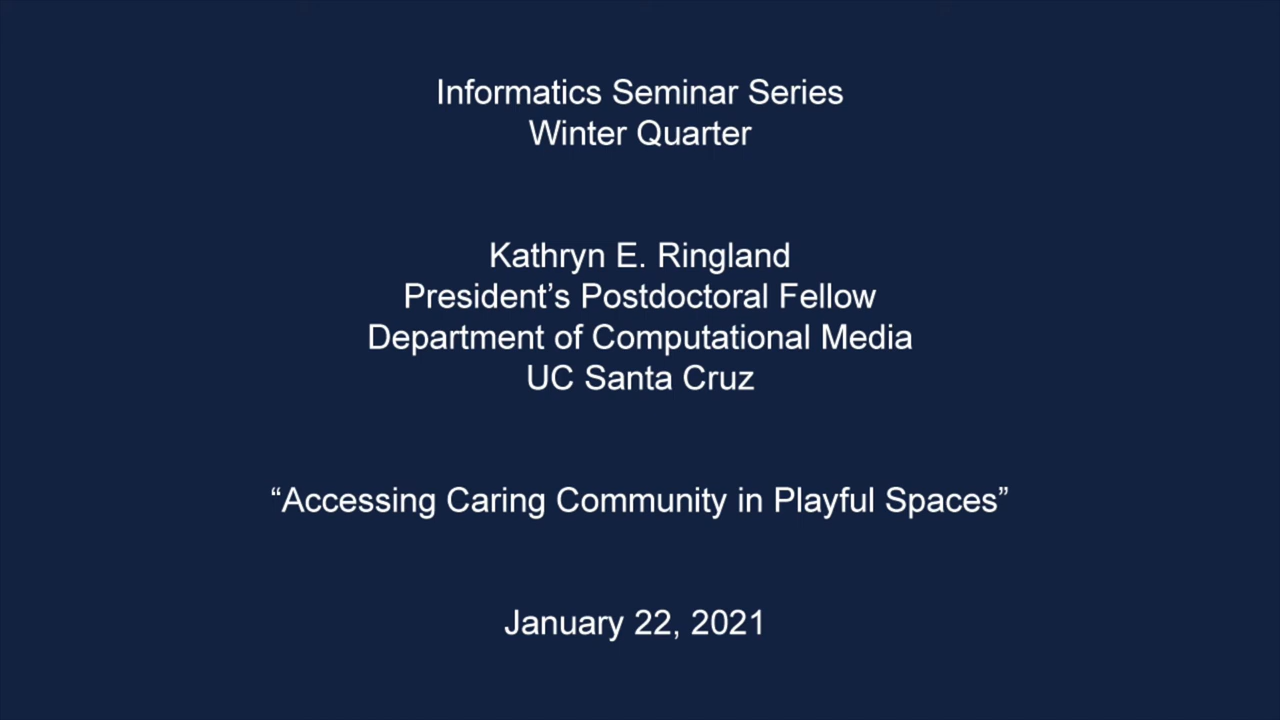 Informatics Seminar Series
Winter Quarter
Kathryn E. Ringland
President’s Postdoctoral Fellow
Department of Computational Media
UC Santa Cruz
“Accessing Caring Community in Playful Spaces”
January 22, 2021